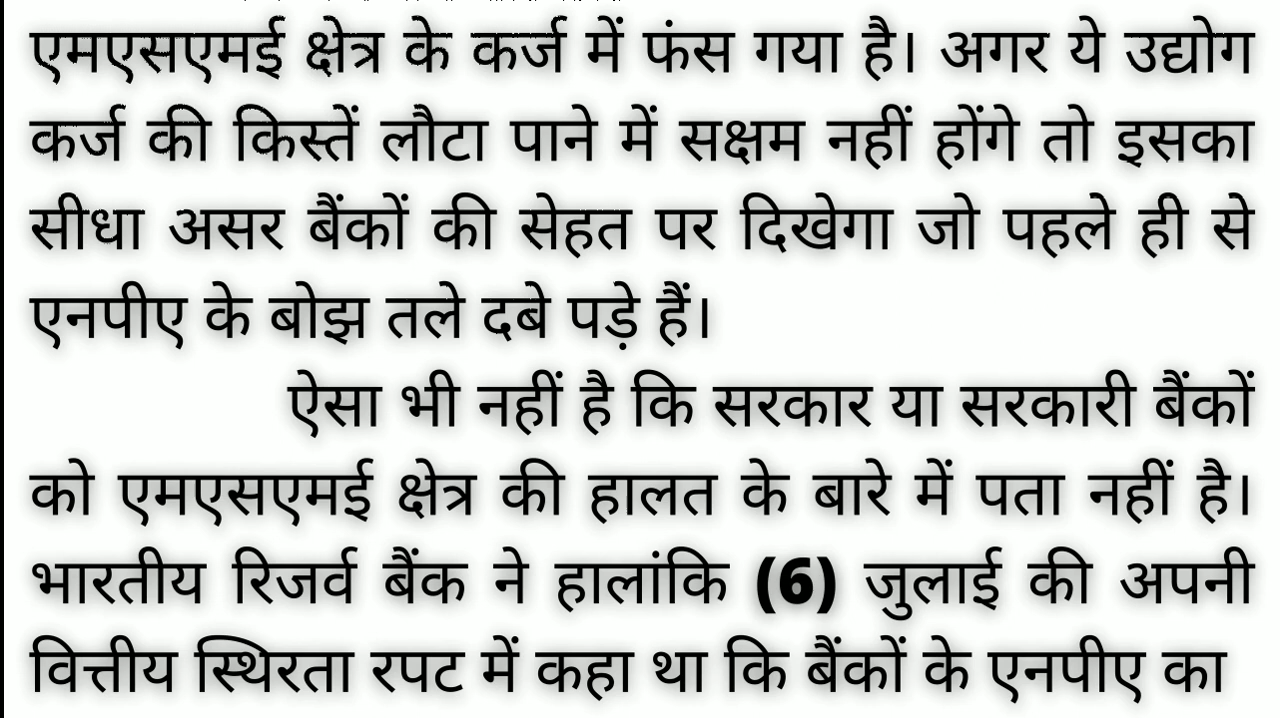 एमएसएमई क्षेत्र के कर्ज में फंस गया है। अगर ये उद्योग
कर्ज की किस्तें लौटा पाने में सक्षम नहीं होंगे तो इसका
सीधा असर बैंकों की सेहत पर दिखेगा जो पहले ही से
एनपीए के बोझ तले दबे पड़े हैं।
ऐसा भी नहीं है कि सरकार या सरकारी बैंकों
को एमएसएमई क्षेत्र की हालत के बारे में पता नहीं है।
भारतीय रिजर्व बैंक ने हालांकि (6) जुलाई की अपनी
वित्तीय स्थिरता रपट में कहा था कि बैंकों के एनपीए का